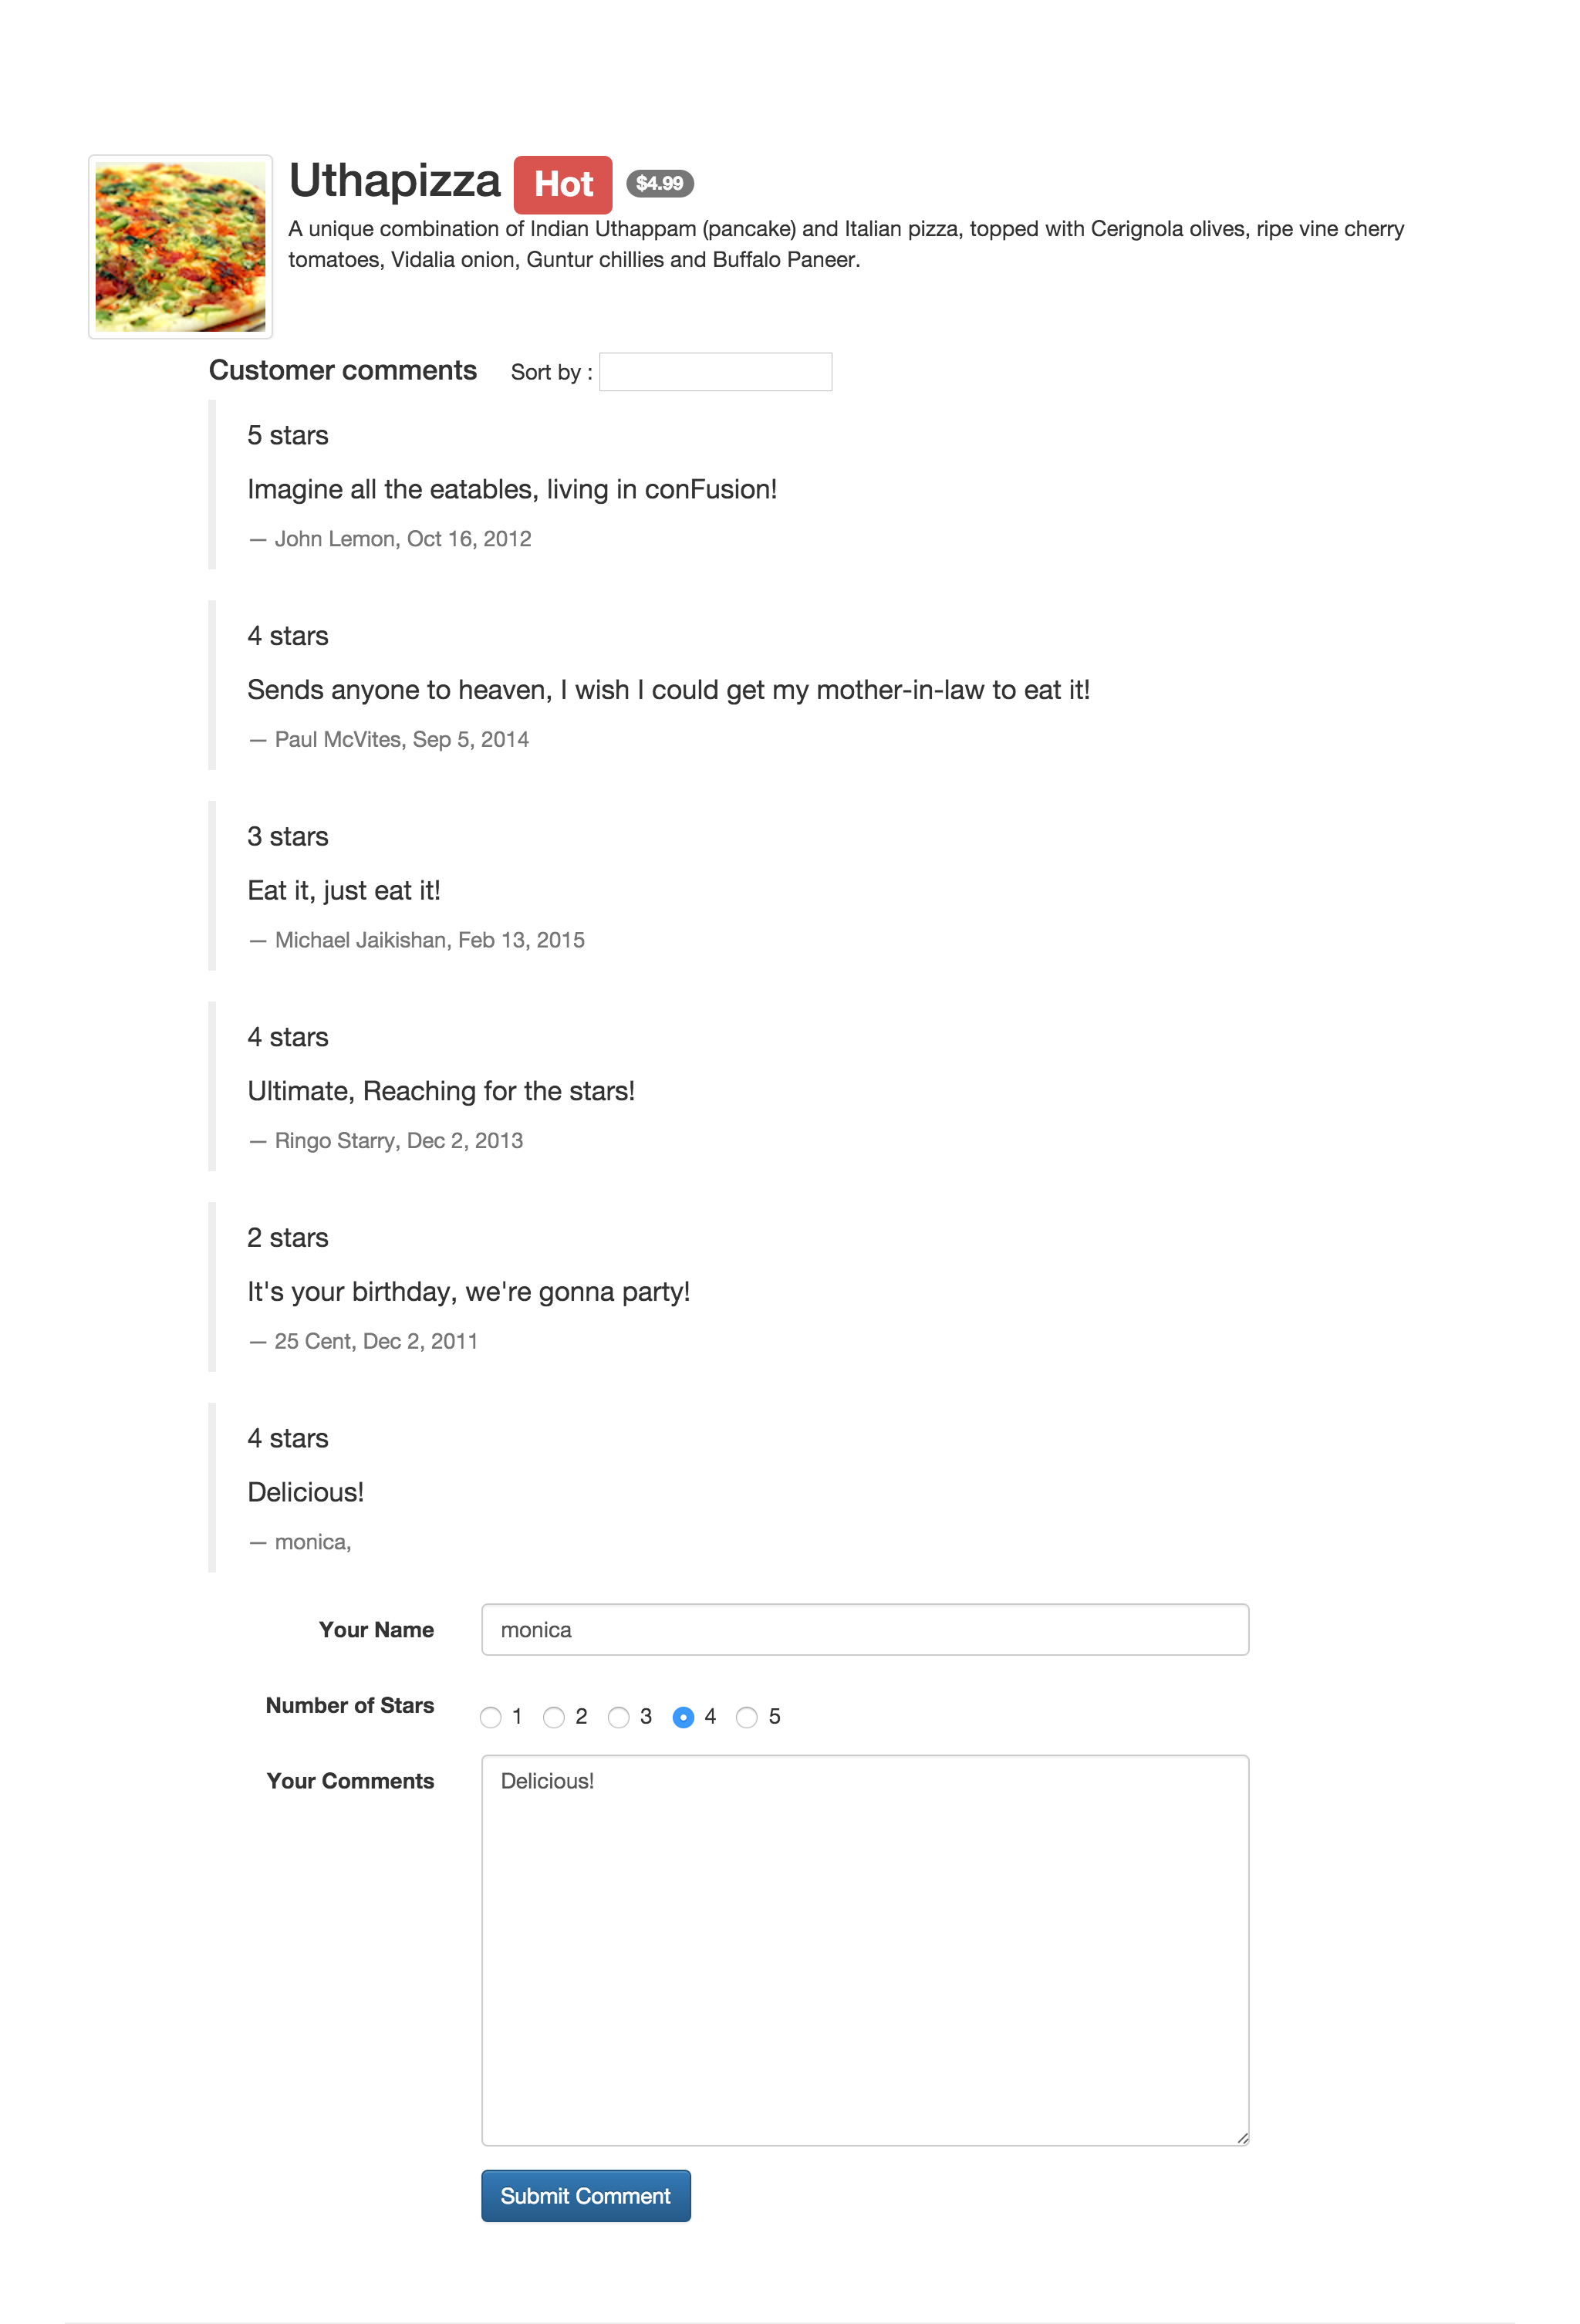 Uthapizza Hot $4.99
A unique combination of Indian Uthappam (pancake) and Italian pizza, topped with Cerignola olives, ripe vine cherry
tomatoes, Vidalia onion, Guntur chillies and Buffalo Paneer.
Customer comments Sort by :
5 stars
Imagine all the eatables, living in conFusion!
— John Lemon, Oct 16, 2012
4 stars
Sends anyone to heaven, I wish I could get my mother-in-law to eat it!
— Paul McVites, Sep 5, 2014
3 stars
Eat it, just eat it!
— Michael Jaikishan, Feb 13, 2015
4 stars
Ultimate, Reaching for the stars!
— Ringo Starry, Dec 2, 2013
2 stars
It's your birthday, we're gonna party!
— 25 Cent, Dec 2, 2011
4 stars
Delicious!
— monica,
Your Name monica
Number of Stars 1 2 3 4 5
Your Comments Delicious!
Submit Comment